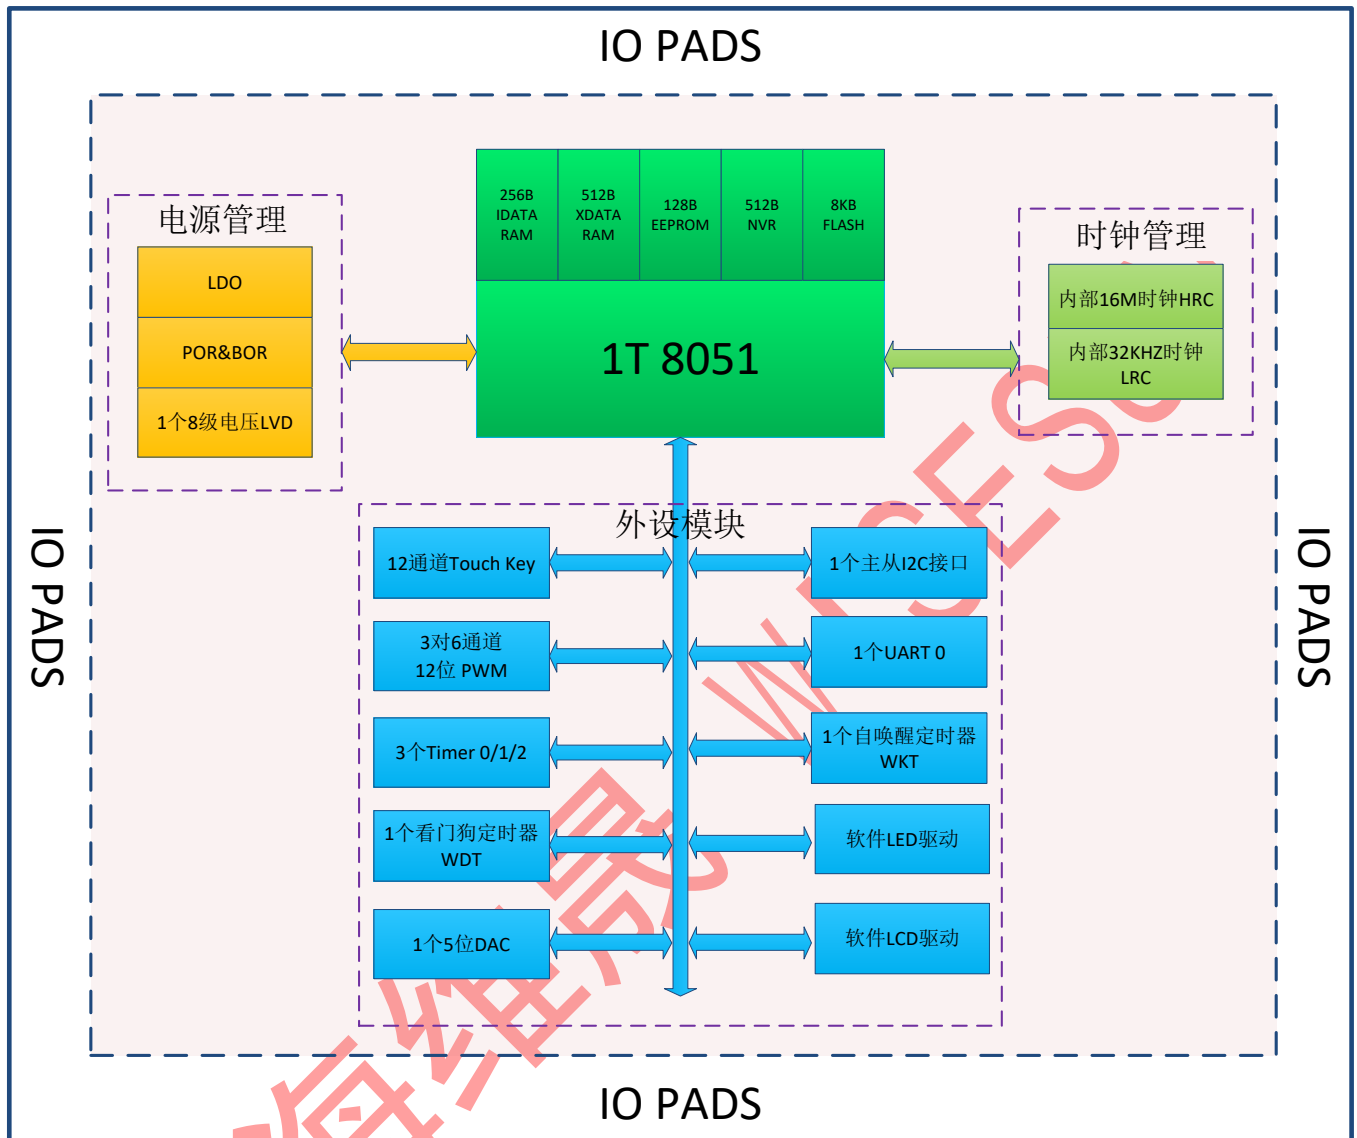 IO PADS
256B
IDATA
RAM
512B
XDATA
RAM
128B
EEPROM
512B
NVR
8KB
FLASH
电源管理
LDO
POR&BOR
1个8级电压LVD
1T 8051
时钟管理
内部16M时钟HRC
内部32KHZ时钟
LRC
IO PADS
IO PADS
外设模块
12通道Touch Key
1个主从I2C接口
3对6通道
12位 PWM
1个UART 0
3个Timer 0/1/2
1个自唤醒定时器
WKT
1个看门狗定时器
WDT
软件LED驱动
1个5位DAC
软件LCD驱动
IO PADS
海维晟